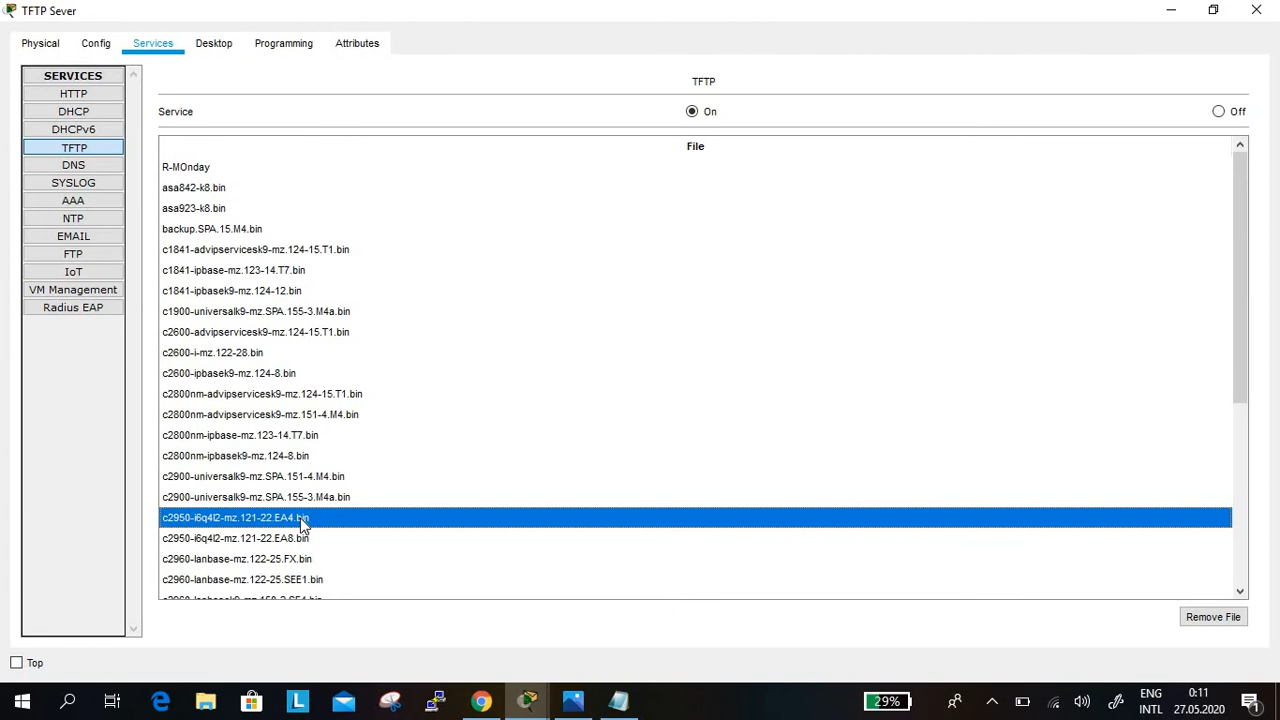 TFTP Sever
Physical Config Services Desktop Programming Attributes
SERVICES
HTTP
DHCP
DHCPv6
TFTP
DNS
SYSLOG
AAA
NTP
EMAIL
FTP
IoT
VM Management
Radius EAP
TFTP
Service On Off
File
R-MOnday
asa842-k8.bin
asa923-k8.bin
backup.SPA.15.M4.bin
c1841-advipservicesk9-mz.124-15.T1.bin
c1841-ipbase-mz.123-14.T7.bin
c1841-ipbasek9-mz.124-12.bin
c1900-universalk9-mz.SPA.155-3.M4a.bin
c2600-advipservicesk9-mz.124-15.T1.bin
c2600-i-mz.122-28.bin
c2600-ipbasek9-mz.124-8.bin
c2800nm-advipservicesk9-mz.124-15.T1.bin
c2800nm-advipservicesk9-mz.151-4.M4.bin
c2800nm-ipbase-mz.123-14.T7.bin
c2800nm-ipbasek9-mz.124-8.bin
c2900-universalk9-mz.SPA.151-4.M4.bin
c2900-universalk9-mz.SPA.155-3.M4a.bin
c2950-i6q4l2-mz.121-22.EA4.bin
c2950-i6q4l2-mz.121-22.EA8.bin
c2960-lanbase-mz.122-25.FX.bin
c2960-lanbase-mz.122-25.SEE1.bin
Remove File
Top
29%
ENG
INTL
0:11
27.05.2020
1